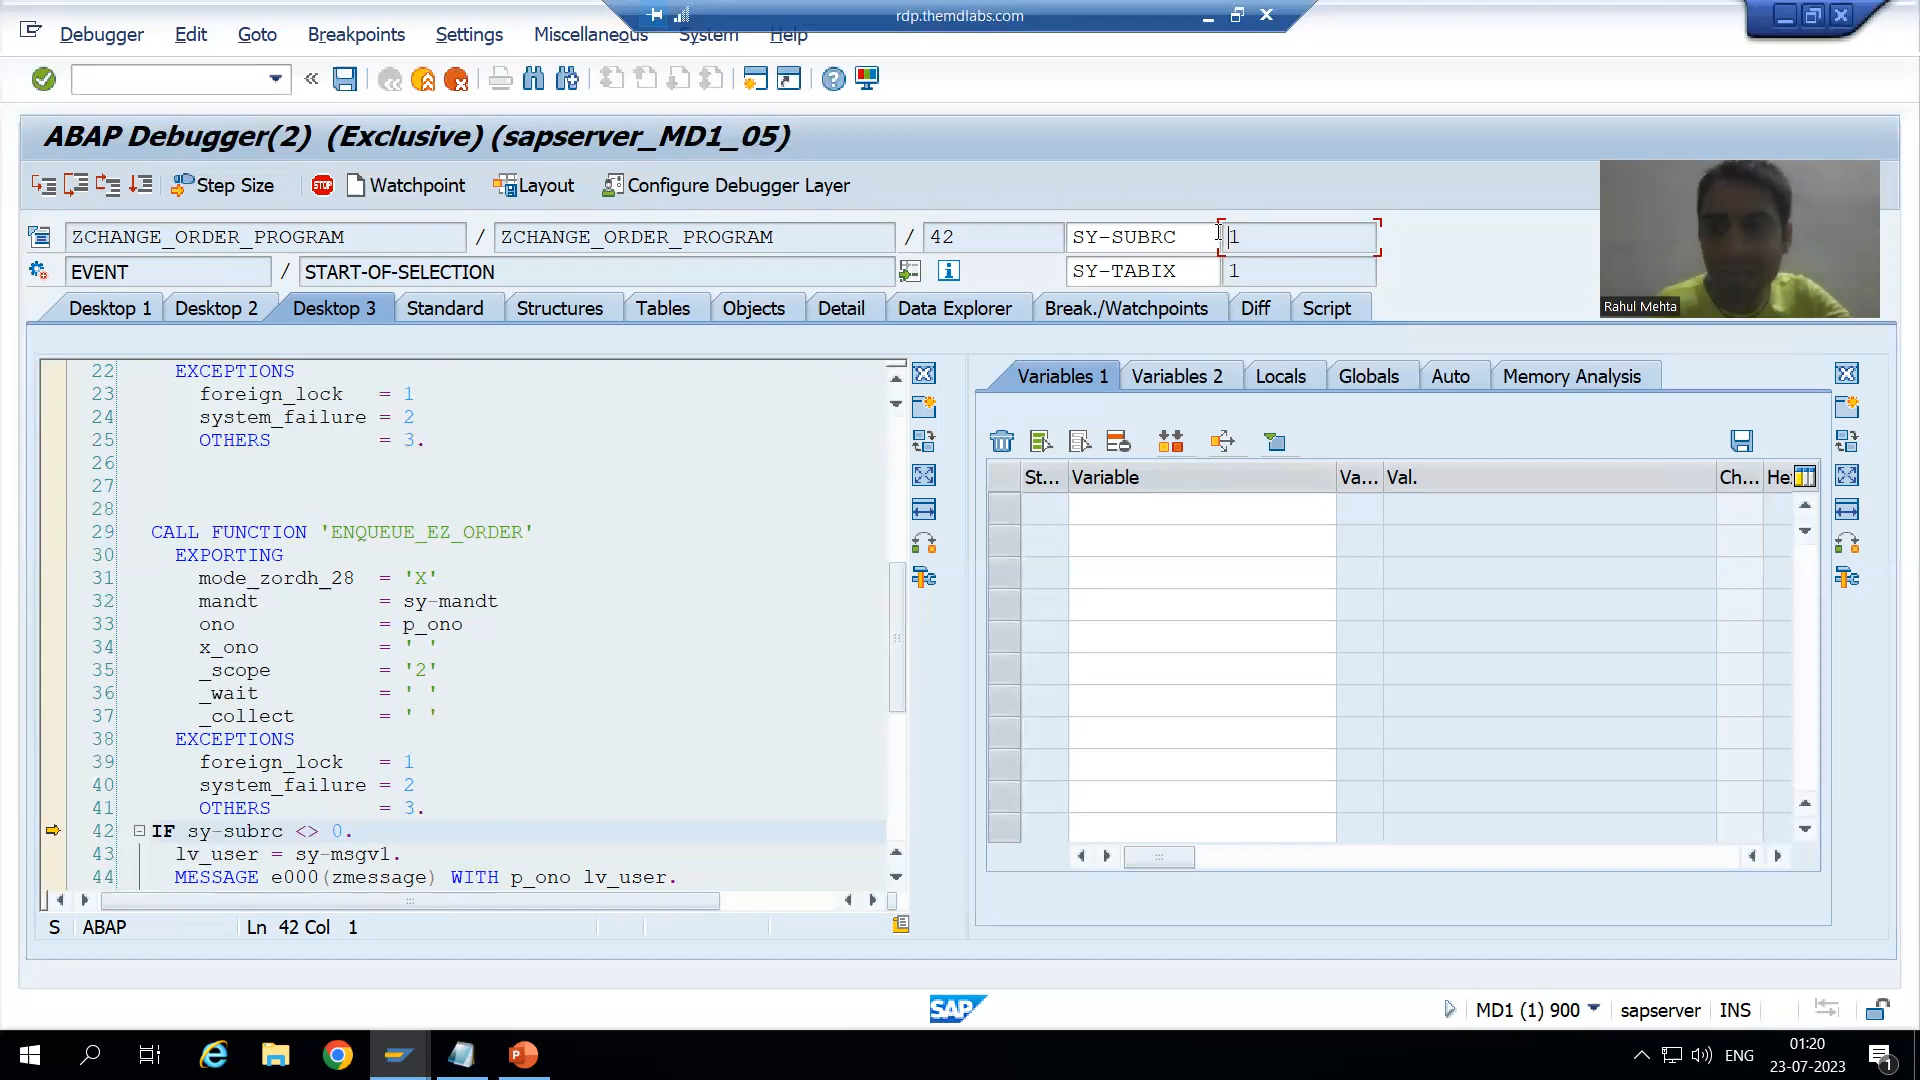 rdp.themdlabs.com
Debugger Edit Goto Breakpoints Settings Miscellaneous System Help
ABAP Debugger(2) (Exclusive) (sapserver_MD1_05)
Step Size STOP Watchpoint Layout Configure Debugger Layer
ZCHANGE_ORDER_PROGRAM / ZCHANGE_ORDER_PROGRAM / 42 SY-SUBRC 1
EVENT / START-OF-SELECTION SY-TABIX 1
Rahul Mehta
Desktop 1 Desktop 2 Desktop 3 Standard Structures Tables Objects Detail Data Explorer Break./Watchpoints Diff Script
22 EXCEPTIONS
23 foreign_lock = 1
24 system_failure = 2
25 OTHERS = 3.
26
27
28
29 CALL FUNCTION 'ENQUEUE_EZ_ORDER'
30 EXPORTING
31 mode_zordh_28 = 'X'
32 mandt = sy-mandt
33 ono = p_ono
34 x_ono = ' '
35 _scope = '2'
36 _wait = ' '
37 _collect = ' '
38 EXCEPTIONS
39 foreign_lock = 1
40 system_failure = 2
41 OTHERS = 3.
42 IF sy-subrc <> 0.
43 lv_user = sy-msgv1.
44 MESSAGE e000(zmessage) WITH p_ono lv_user.
S ABAP Ln 42 Col 1
Variables 1 Variables 2 Locals Globals Auto Memory Analysis
St... Variable Va... Val. Ch... He
SAP MD1 (1) 900 sapserver INS
ENG 01:20
23-07-2023 1